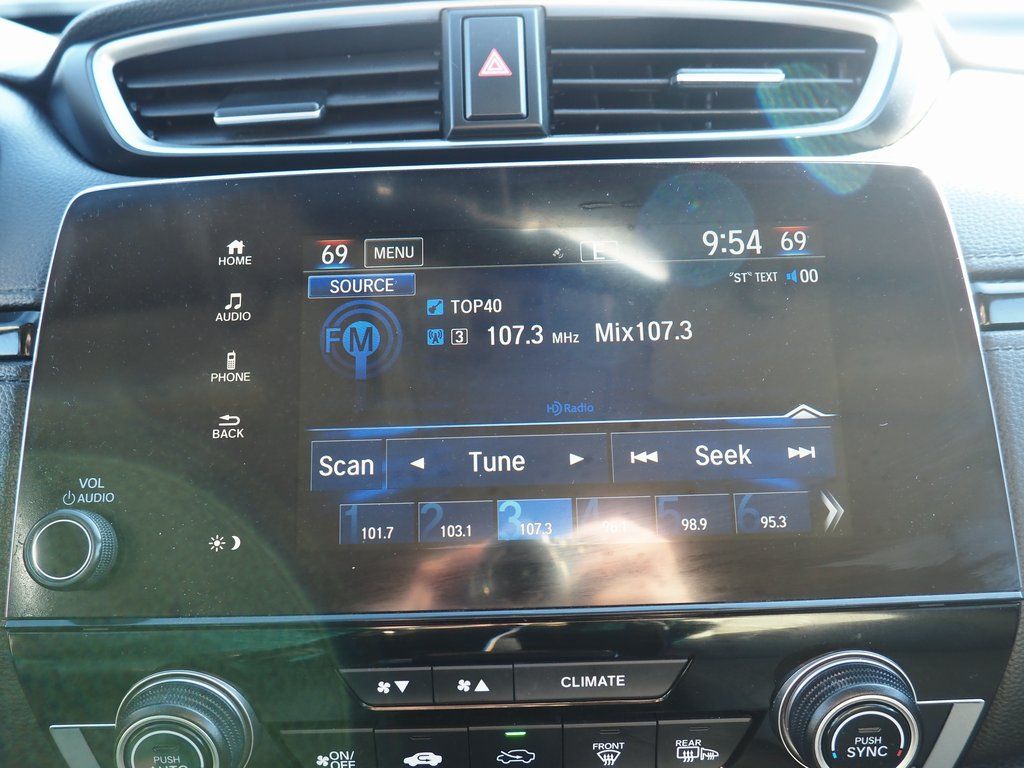 69 MENU E 9:54 69
HOME
SOURCE "ST" TEXT 00
AUDIO
TOP40
FM 3 107.3 MHz Mix107.3
PHONE
HD Radio
BACK
Scan Tune Seek
VOL
AUDIO
1 101.7 2 103.1 3 107.3 4 5 98.9 6 95.3
CLIMATE
PUSH
AUTO
ON/
OFF
FRONT
REAR
PUSH
SYNC